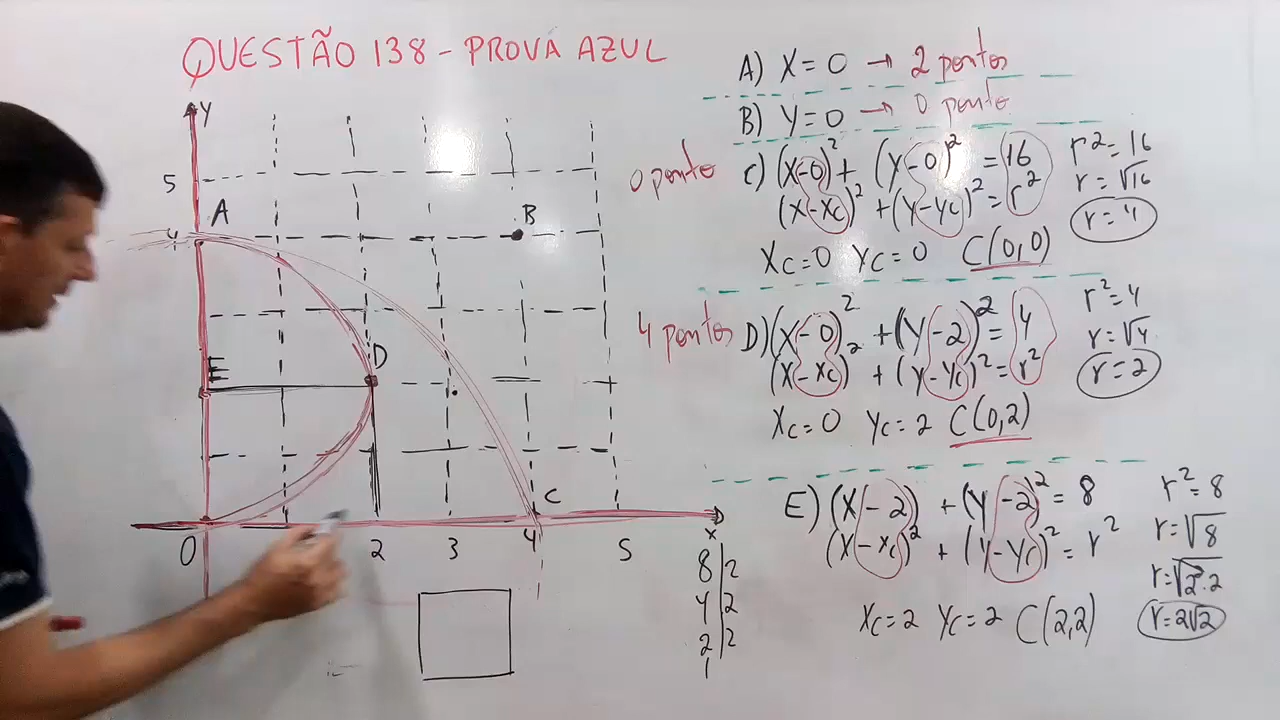 QUESTÃO 138 - PROVA AZUL
Y
5
4
A
B
E
D
C
0
2
3
4
5
x
8 | 2
4 | 2
2 | 2
1
A) X = 0 → 2 pontos
B) Y = 0 → 0 ponto
0 ponto C) (X-0)² + (Y-0)² = 16
(X-Xc)² + (Y-Yc)² = r²
Xc=0 Yc=0 C(0,0)
r² = 16
r = √16
r = 4
4 pontos D) (X-0)² + (Y-2)² = 4
(X-Xc)² + (Y-Yc)² = r²
Xc=0 Yc=2 C(0,2)
r² = 4
r = √4
r = 2
E) (X-2) + (Y-2)² = 8
(X-Xc)² + (Y-Yc)² = r²
Xc=2 Yc=2 C(2,2)
r² = 8
r = √8
r = √2².2
r = 2√2